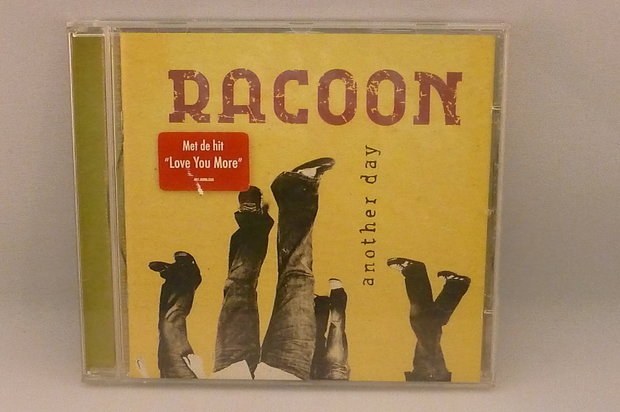 RACOON
Met de hit
"Love You More"
another day